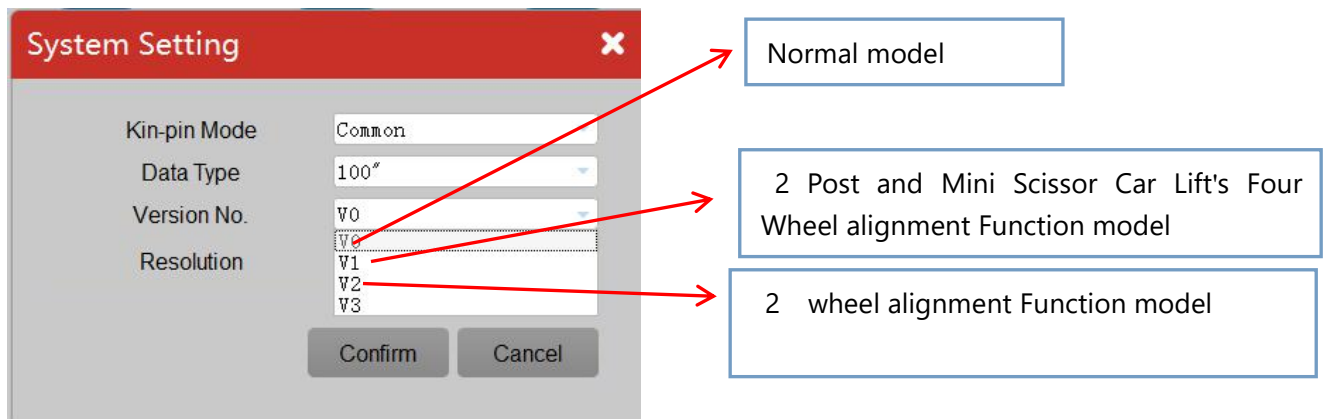 System Setting
Normal model
Kin-pin Mode
Common
Data Type
100″
2 Post and Mini Scissor Car Lift's Four
Wheel alignment Function model
Version No.
V0
V0
Resolution
V1
V2
V3
2 wheel alignment Function model
Confirm
Cancel